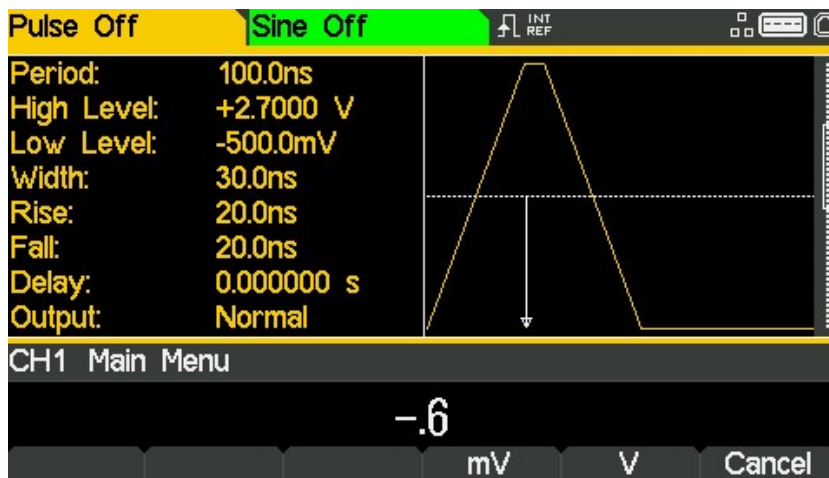 Pulse Off Sine Off INT REF
Period: 100.0ns
High Level: +2.7000 V
Low Level: -500.0mV
Width: 30.0ns
Rise: 20.0ns
Fall: 20.0ns
Delay: 0.000000 s
Output: Normal
CH1 Main Menu
-.6
mV V Cancel